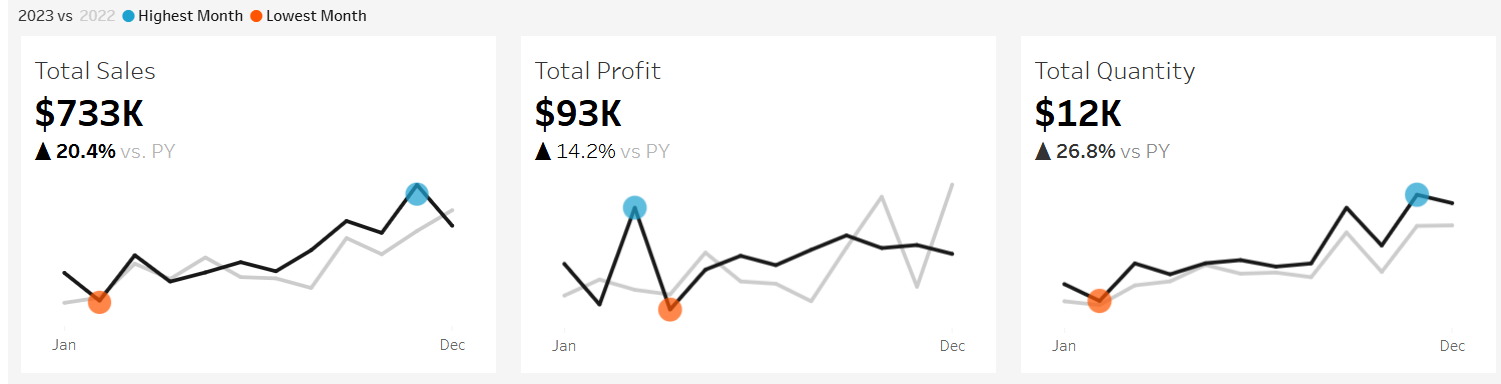 2023 vs 2022 Highest Month Lowest Month
Total Sales
$733K
▲ 20.4% vs. PY
Jan Dec
Total Profit
$93K
▲ 14.2% vs PY
Jan Dec
Total Quantity
$12K
▲ 26.8% vs PY
Jan Dec